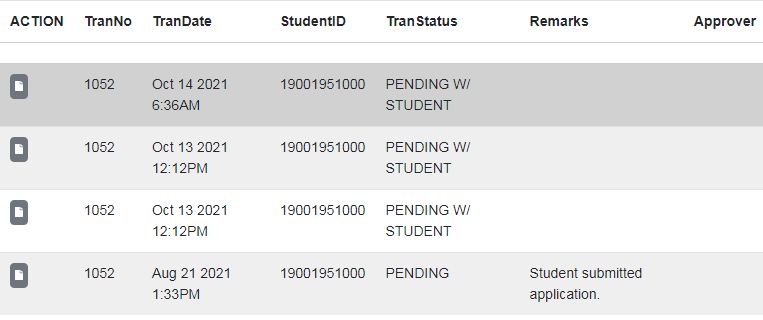 ACTION TranNo TranDate StudentID TranStatus Remarks Approver
1052 Oct 14 2021 19001951000 PENDING W/
6:36AM STUDENT
1052 Oct 13 2021 19001951000 PENDING W/
12:12PM STUDENT
1052 Oct 13 2021 19001951000 PENDING W/
12:12PM STUDENT
1052 Aug 21 2021 19001951000 PENDING Student submitted
1:33PM application.